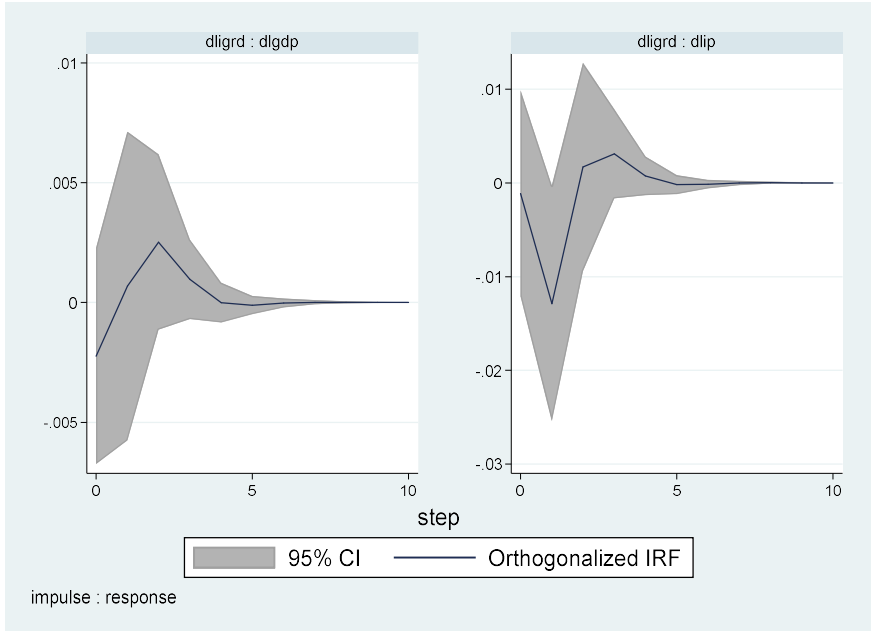 dligrd : dlgdp
dligrd : dlip
.01
.005
0
-.005
.01
0
-.01
-.02
-.03
0 5 10
0 5 10
step
95% CI
Orthogonalized IRF
impulse : response